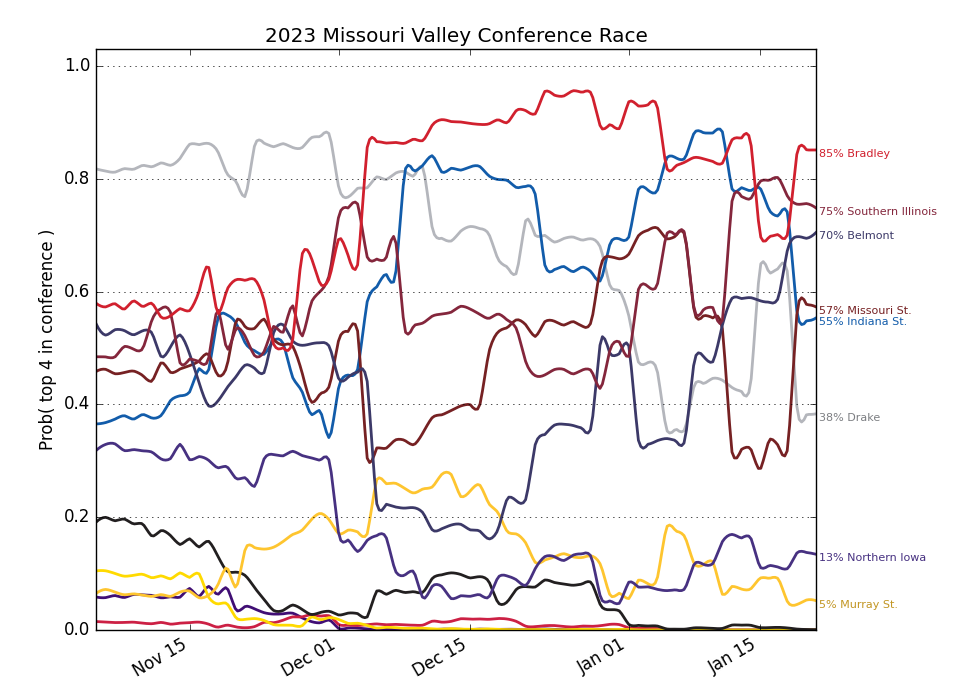 2023 Missouri Valley Conference Race
Prob( top 4 in conference )
1.0
0.8
0.6
0.4
0.2
0.0
Nov 15
Dec 01
Dec 15
Jan 01
Jan 15
85% Bradley
75% Southern Illinois
70% Belmont
57% Missouri St.
55% Indiana St.
38% Drake
13% Northern Iowa
5% Murray St.